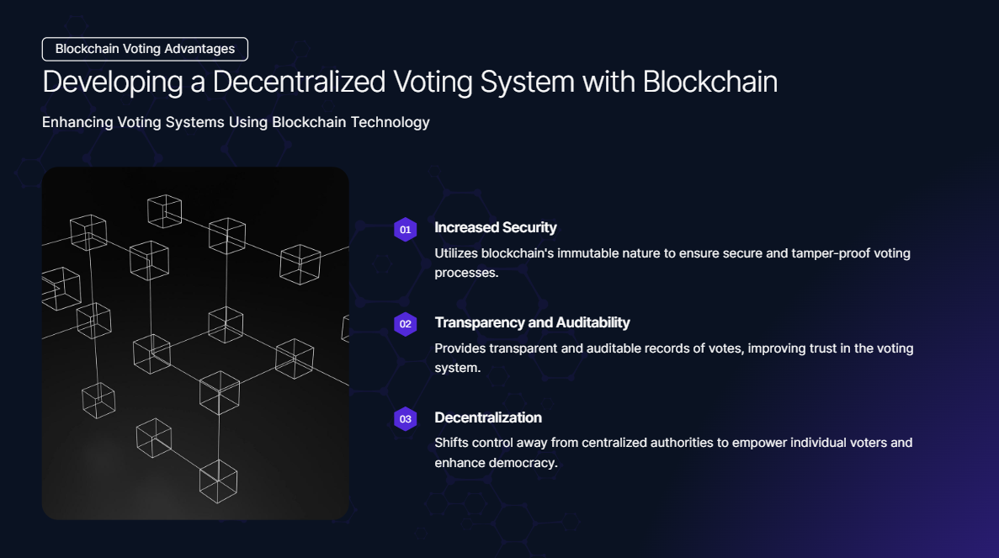 Blockchain Voting Advantages
Developing a Decentralized Voting System with Blockchain
Enhancing Voting Systems Using Blockchain Technology
01
Increased Security
Utilizes blockchain's immutable nature to ensure secure and tamper-proof voting
processes.
02
Transparency and Auditability
Provides transparent and auditable records of votes, improving trust in the voting
system.
03
Decentralization
Shifts control away from centralized authorities to empower individual voters and
enhance democracy.